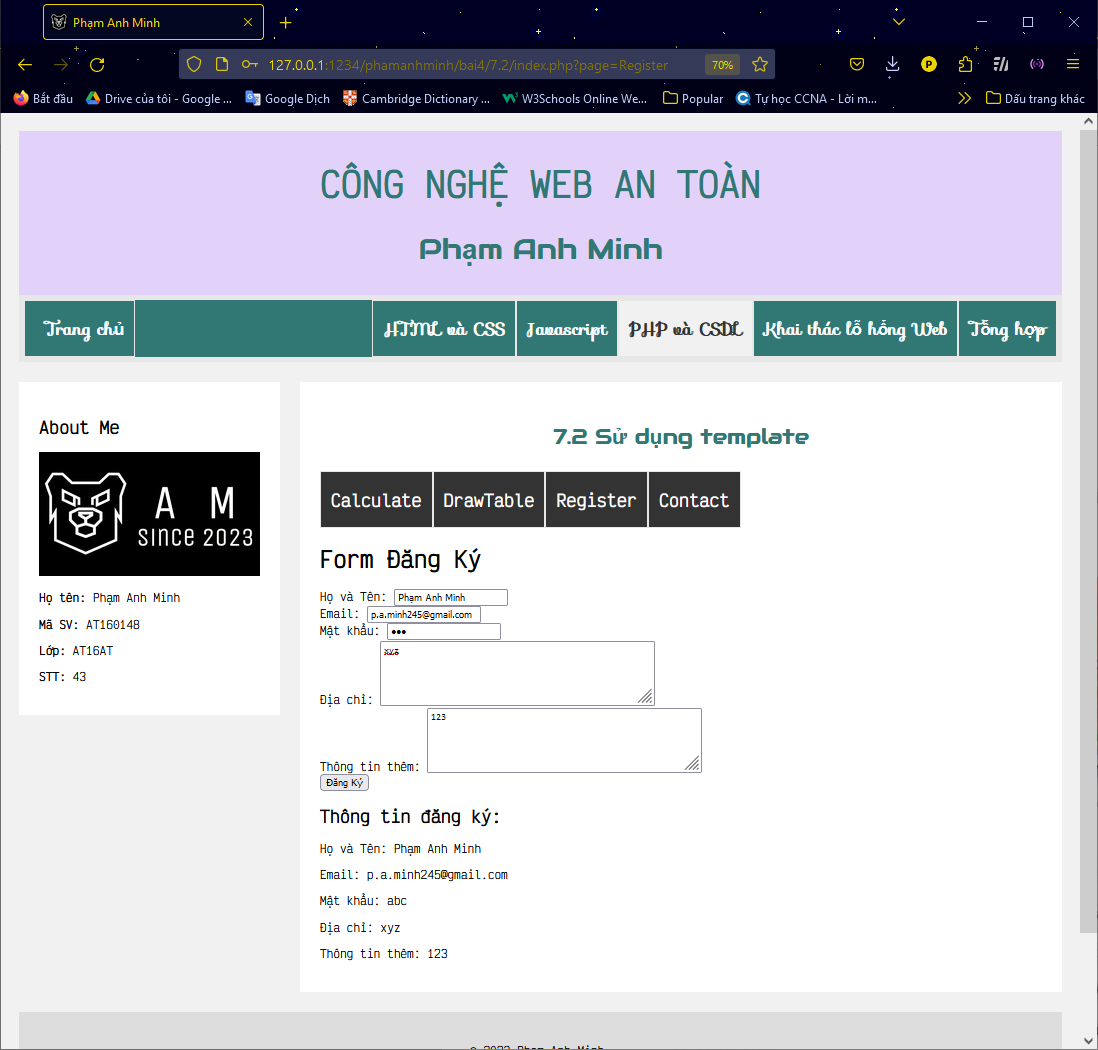 Phạm Anh Minh
127.0.0.1:1234/phamanhminh/bai4/7.2/index.php?page=Register 70%
Bắt đầu Drive của tôi - Google ... Google Dịch Cambridge Dictionary ... W3Schools Online We... Popular Tự học CCNA - Lời m... Dấu trang khác
CÔNG NGHỆ WEB AN TOÀN
Phạm Anh Minh
Trang chủ HTML và CSS Javascript PHP và CSDL Khai thác lỗ hổng Web Tổng hợp
About Me
A M
since 2023
Họ tên: Phạm Anh Minh
Mã SV: AT160148
Lớp: AT16AT
STT: 43
7.2 Sử dụng template
Calculate DrawTable Register Contact
Form Đăng Ký
Họ và Tên: Phạm Anh Minh
Email: p.a.minh245@gmail.com
Mật khẩu: •••
Địa chỉ: xyz
Thông tin thêm: 123
Đăng Ký
Thông tin đăng ký:
Họ và Tên: Phạm Anh Minh
Email: p.a.minh245@gmail.com
Mật khẩu: abc
Địa chỉ: xyz
Thông tin thêm: 123
© 2023 Phạm Anh Minh